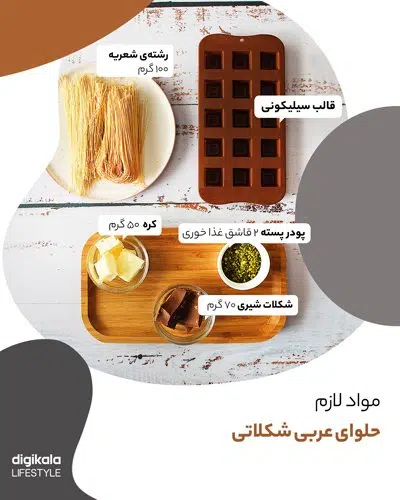 رشته‌ی شعریه
۱۰۰ گرم
قالب سیلیکونی
کره ۵۰ گرم
پودر پسته ۲ قاشق غذا خوری
شکلات شیری ۷۰ گرم
مواد لازم
حلوای عربی شکلاتی
digikala
LIFESTYLE